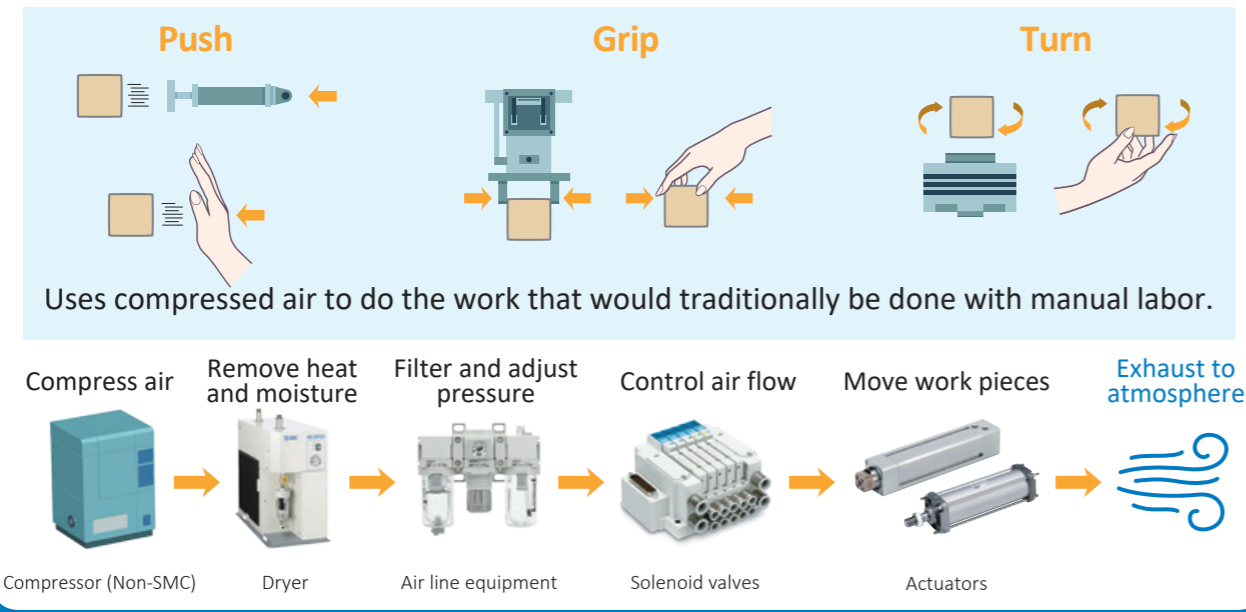 Push
Grip
Turn
Uses compressed air to do the work that would traditionally be done with manual labor.
Compress air
Remove heat
and moisture
Filter and adjust
pressure
Control air flow
Move work pieces
Exhaust to
atmosphere
SMC
Compressor (Non-SMC)
Dryer
Air line equipment
Solenoid valves
Actuators